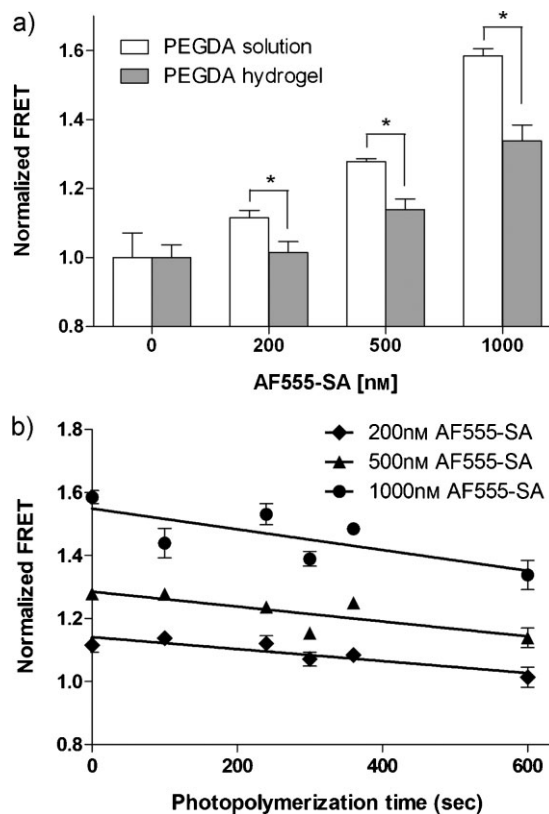 a)
1.6
1.4
1.2
1.0
0.8
Normalized FRET
PEGDA solution
PEGDA hydrogel
*
*
*
0
200
500
1000
AF555-SA [nM]
b)
1.8
1.6
1.4
1.2
1.0
0.8
Normalized FRET
200nM AF555-SA
500nM AF555-SA
1000nM AF555-SA
0
200
400
600
Photopolymerization time (sec)